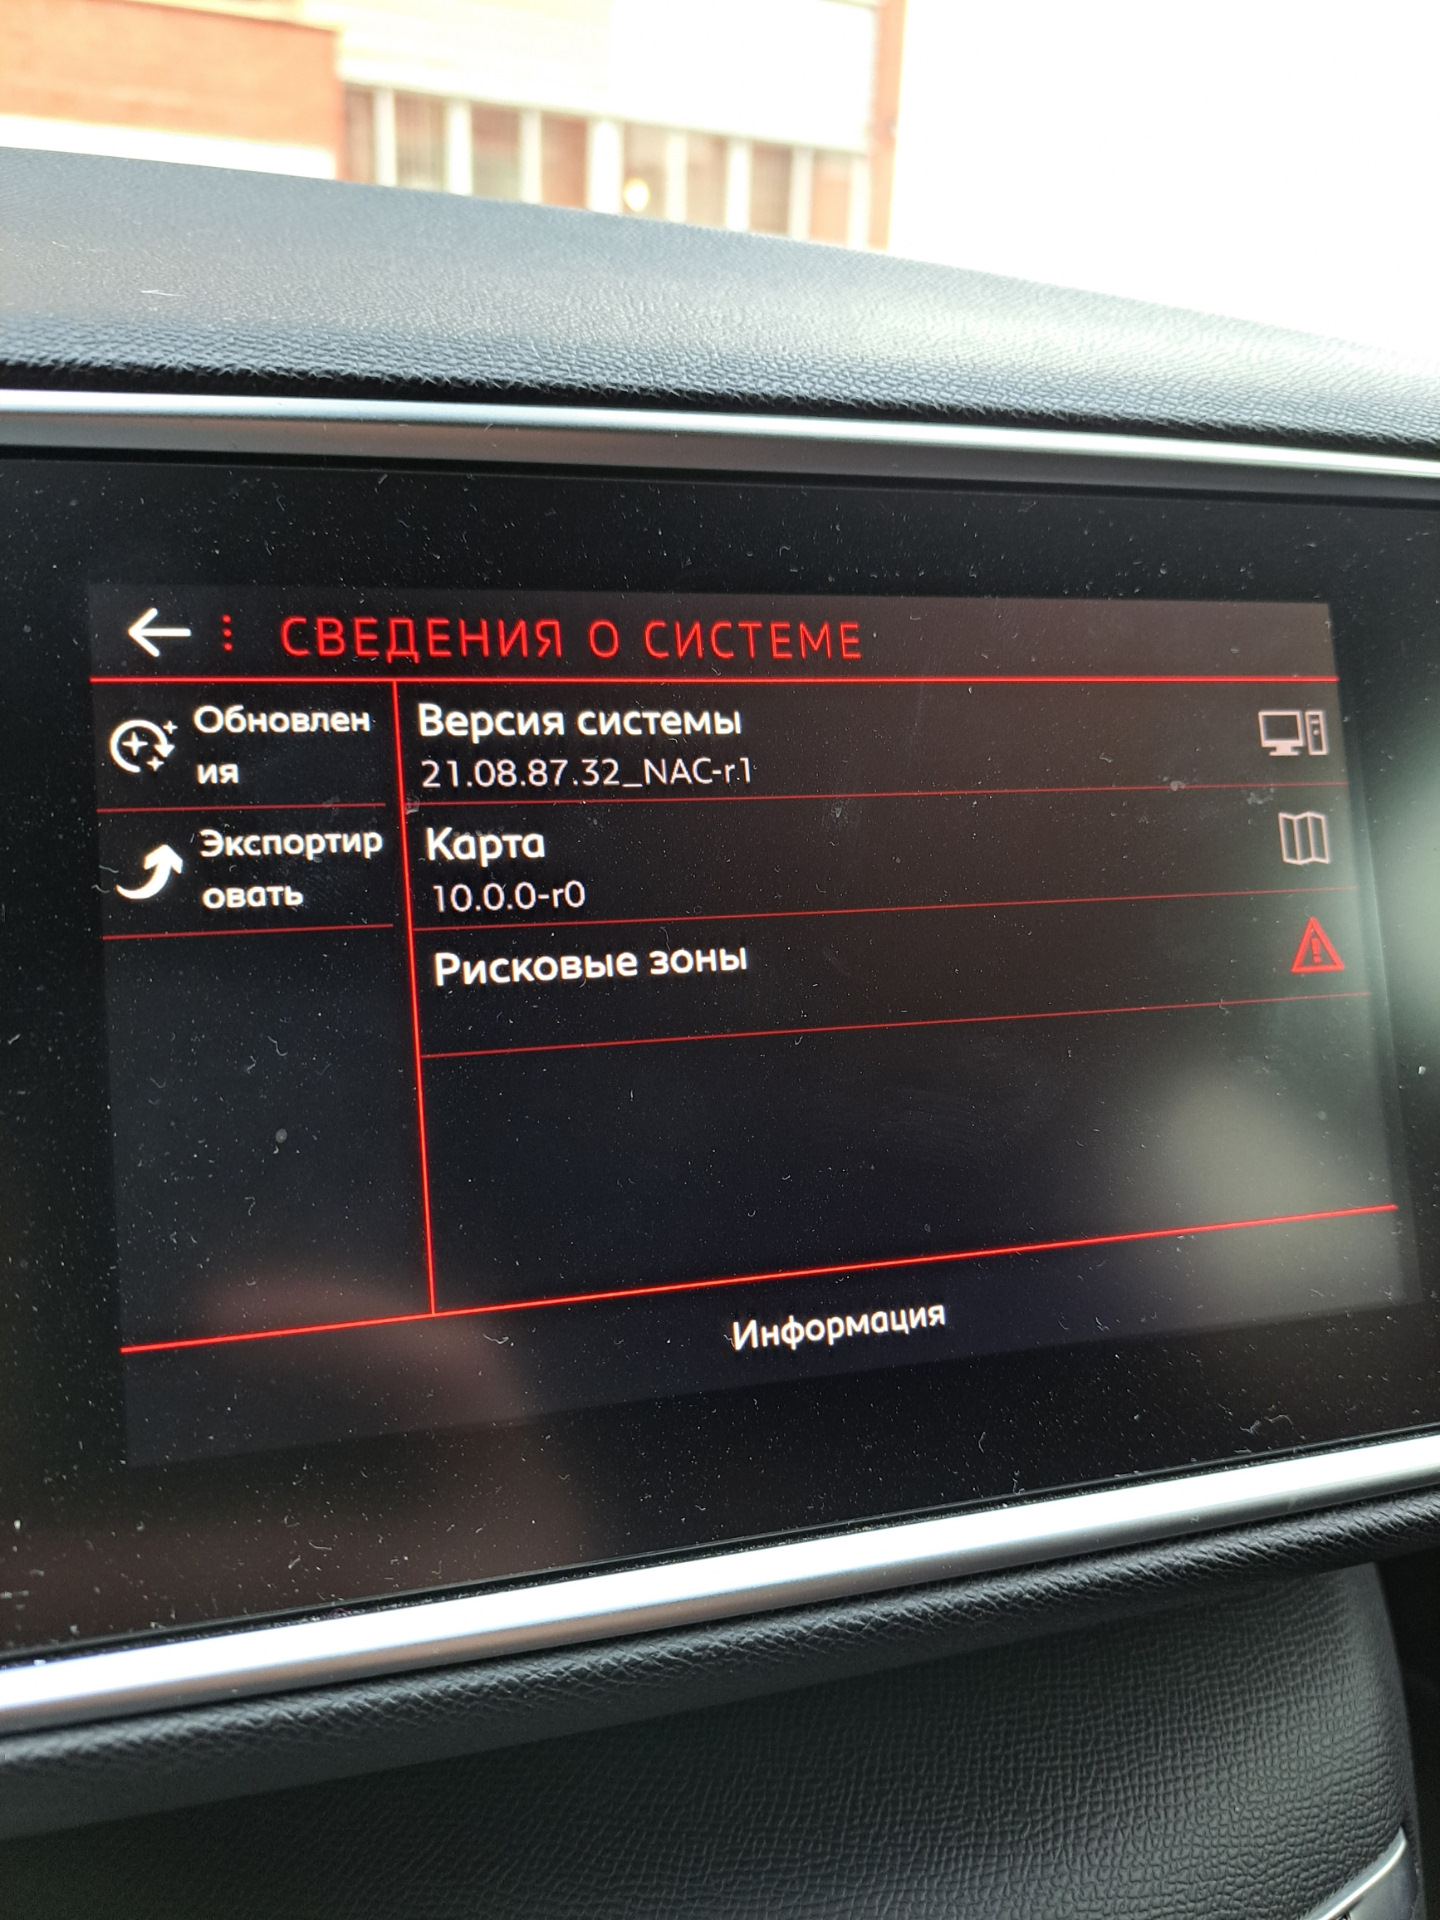 СВЕДЕНИЯ О СИСТЕМЕ
Обновлен
ия
Экспортир
овать
Версия системы
21.08.87.32_NAC-r1
Карта
10.0.0-r0
Рисковые зоны
Информация